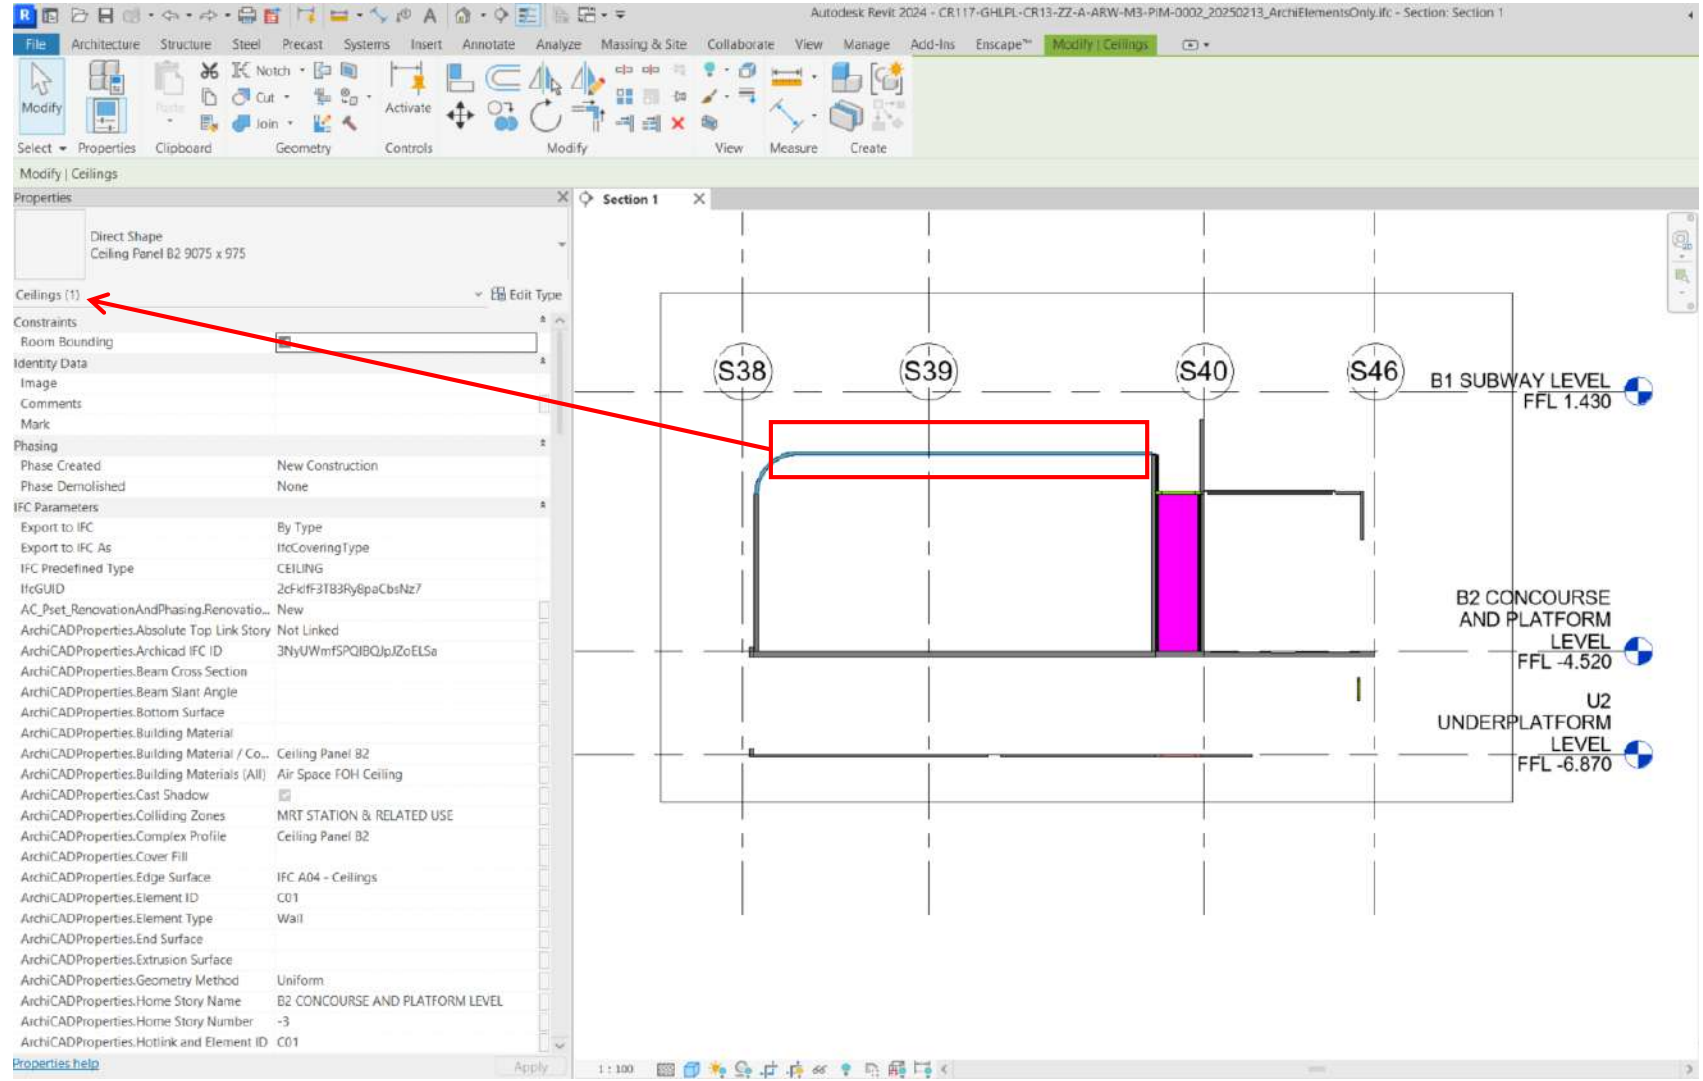 Autodesk Revit 2024 - CR117-GHLPL-CR13-ZZ-A-ARW-M3-PIM-0002_20250213_ArchiElementsOnly.ifc - Section: Section 1
File Architecture Structure Steel Precast Systems Insert Annotate Analyze Massing & Site Collaborate View Manage Add-Ins Enscape™ Modify | Ceilings
Notch
Cut
Join
Modify
Paste
Activate
Select Properties Clipboard Geometry Controls Modify View Measure Create
Modify | Ceilings
Properties
Section 1
Direct Shape
Ceiling Panel B2 9075 x 975
Ceilings (1)
Edit Type
Constraints
Room Bounding
Identity Data
Image
Comments
Mark
Phasing
Phase Created New Construction
Phase Demolished None
IFC Parameters
Export to IFC By Type
Export to IFC As IfcCoveringType
IFC Predefined Type CEILING
IfcGUID
AC_Pset_RenovationAndPhasing.Renovatio... New
ArchiCADProperties.Absolute Top Link Story Not Linked
ArchiCADProperties.Archicad IFC ID
ArchiCADProperties.Beam Cross Section
ArchiCADProperties.Beam Slant Angle
ArchiCADProperties.Bottom Surface
ArchiCADProperties.Building Material
ArchiCADProperties.Building Material / Co... Ceiling Panel B2
ArchiCADProperties.Building Materials (All) Air Space FOH Ceiling
ArchiCADProperties.Cast Shadow
ArchiCADProperties.Colliding Zones MRT STATION & RELATED USE
ArchiCADProperties.Complex Profile Ceiling Panel B2
ArchiCADProperties.Cover Fill
ArchiCADProperties.Edge Surface IFC A04 - Ceilings
ArchiCADProperties.Element ID C01
ArchiCADProperties.Element Type Wall
ArchiCADProperties.End Surface
ArchiCADProperties.Extrusion Surface
ArchiCADProperties.Geometry Method Uniform
ArchiCADProperties.Home Story Name B2 CONCOURSE AND PLATFORM LEVEL
ArchiCADProperties.Home Story Number -3
ArchiCADProperties.Hotlink and Element ID C01
Properties help
Apply
S38 S39 S40 S46
B1 SUBWAY LEVEL
FFL 1.430
B2 CONCOURSE
AND PLATFORM
LEVEL
FFL -4.520
U2
UNDERPLATFORM
LEVEL
FFL -6.870
1 : 100